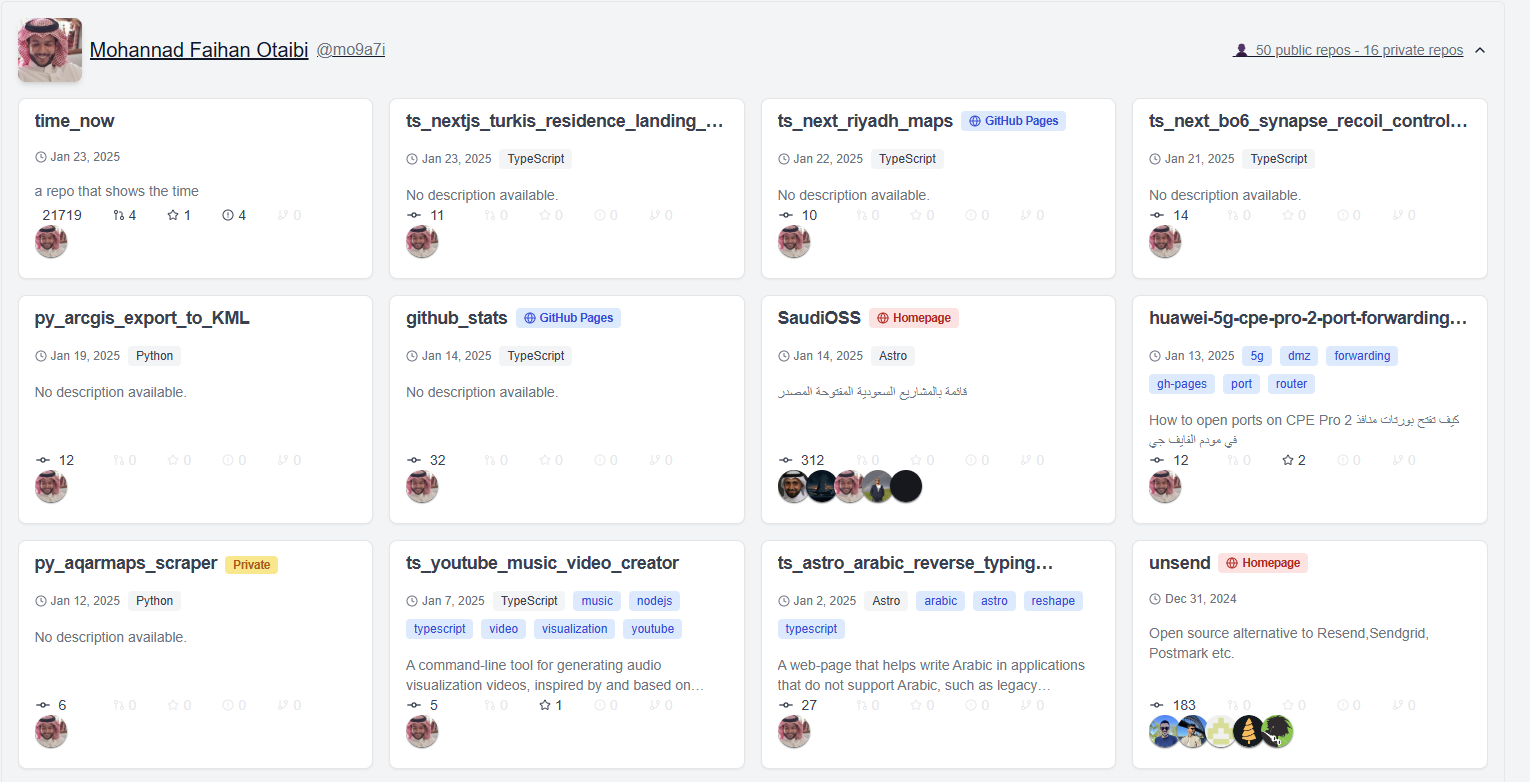 Mohannad Faihan Otaibi @mo9a7i
50 public repos - 16 private repos
time_now
Jan 23, 2025
a repo that shows the time
21719 4 1 4 0
ts_nextjs_turkis_residence_landing_…
Jan 23, 2025 TypeScript
No description available.
11 0 0 0 0
ts_next_riyadh_maps GitHub Pages
Jan 22, 2025 TypeScript
No description available.
10 0 0 0 0
ts_next_bo6_synapse_recoil_control…
Jan 21, 2025 TypeScript
No description available.
14 0 0 0 0
py_arcgis_export_to_KML
Jan 19, 2025 Python
No description available.
12 0 0 0 0
github_stats GitHub Pages
Jan 14, 2025 TypeScript
No description available.
32 0 0 0 0
SaudiOSS Homepage
Jan 14, 2025 Astro
قائمة بالمشاريع السعودية المفتوحة المصدر
312 0 0 0 0
huawei-5g-cpe-pro-2-port-forwarding…
Jan 13, 2025 5g dmz forwarding
gh-pages port router
How to open ports on CPE Pro 2 كيف تفتح بورتات منافذ
في مودم الفايف جي
12 0 2 0 0
py_aqarmaps_scraper Private
Jan 12, 2025 Python
No description available.
6 0 0 0 0
ts_youtube_music_video_creator
Jan 7, 2025 TypeScript music nodejs
typescript video visualization youtube
A command-line tool for generating audio
visualization videos, inspired by and based on…
5 0 1 0 0
ts_astro_arabic_reverse_typing…
Jan 2, 2025 Astro arabic astro reshape
typescript
A web-page that helps write Arabic in applications
that do not support Arabic, such as legacy…
27 0 0 0 0
unsend Homepage
Dec 31, 2024
Open source alternative to Resend,Sendgrid,
Postmark etc.
183 0 0 0 0